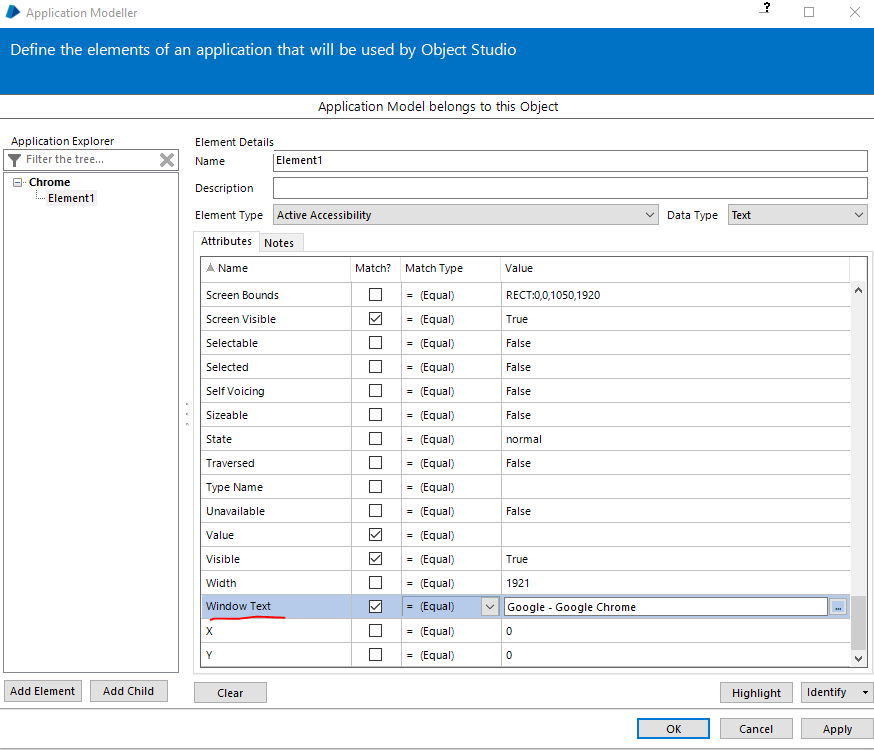 Application Modeller
?
Define the elements of an application that will be used by Object Studio
Application Model belongs to this Object
Application Explorer
Filter the tree...
Chrome
Element1
Element Details
Name Element1
Description
Element Type Active Accessibility Data Type Text
Attributes Notes
Name Match? Match Type Value
Screen Bounds = (Equal) RECT:0,0,1050,1920
Screen Visible = (Equal) True
Selectable = (Equal) False
Selected = (Equal) False
Self Voicing = (Equal) False
Sizeable = (Equal) False
State = (Equal) normal
Traversed = (Equal) False
Type Name = (Equal)
Unavailable = (Equal) False
Value = (Equal)
Visible = (Equal) True
Width = (Equal) 1921
Window Text = (Equal) Google - Google Chrome ...
X = (Equal) 0
Y = (Equal) 0
Add Element Add Child Clear Highlight Identify
OK Cancel Apply